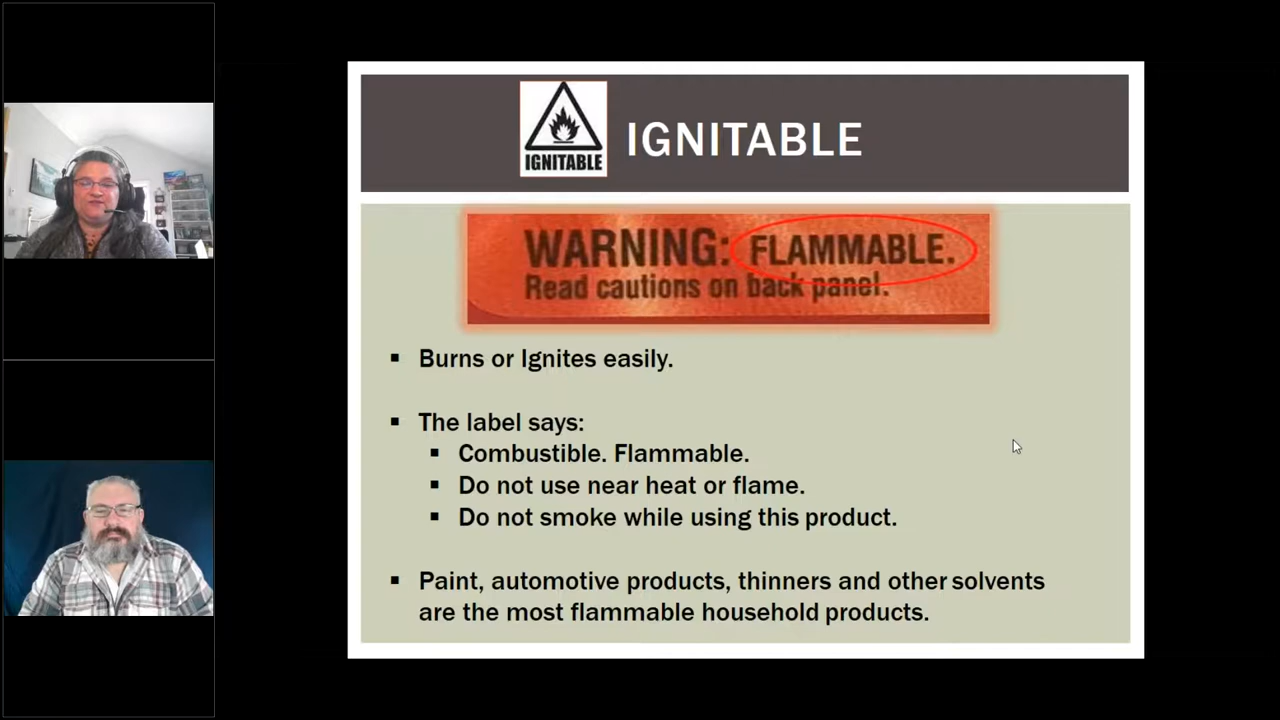 IGNITABLE
IGNITABLE
WARNING: FLAMMABLE.
Read cautions on back panel.
▪ Burns or Ignites easily.
▪ The label says:
▪ Combustible. Flammable.
▪ Do not use near heat or flame.
▪ Do not smoke while using this product.
▪ Paint, automotive products, thinners and other solvents
are the most flammable household products.